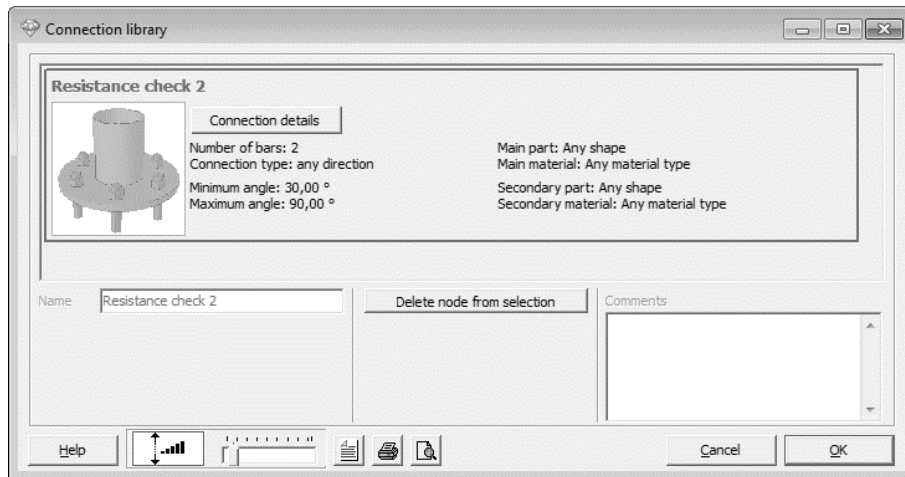 Connection library
Resistance check 2
Connection details
Number of bars: 2
Connection type: any direction
Minimum angle: 30,00 °
Maximum angle: 90,00 °
Main part: Any shape
Main material: Any material type
Secondary part: Any shape
Secondary material: Any material type
Name
Resistance check 2
Delete node from selection
Comments
Help
Cancel
OK